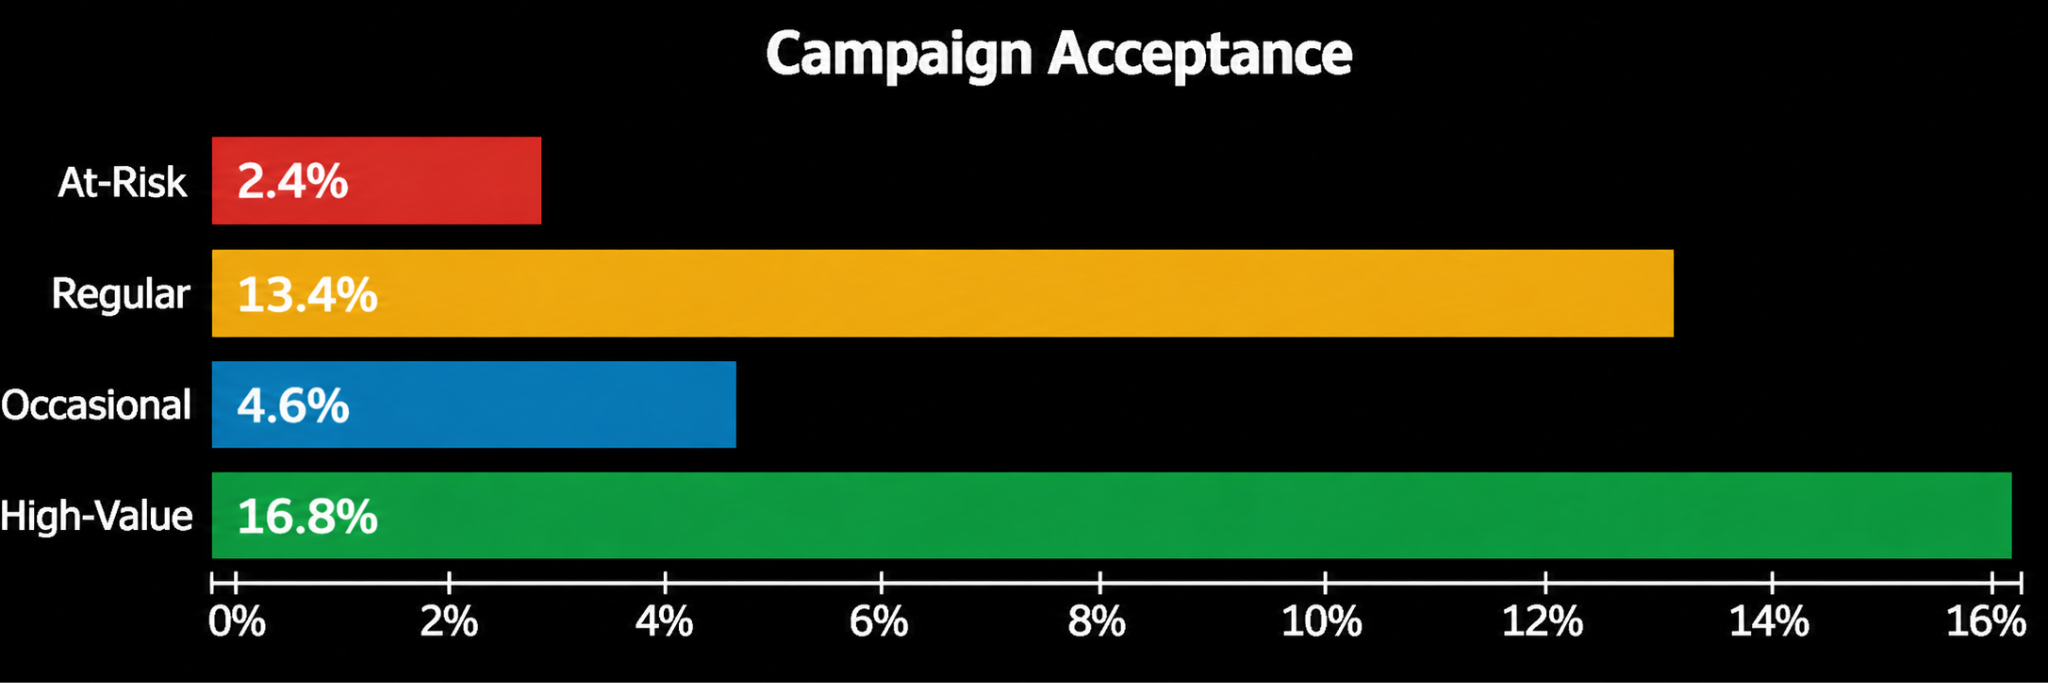 Campaign Acceptance
At-Risk 2.4%
Regular 13.4%
Occasional 4.6%
High-Value 16.8%
0% 2% 4% 6% 8% 10% 12% 14% 16%